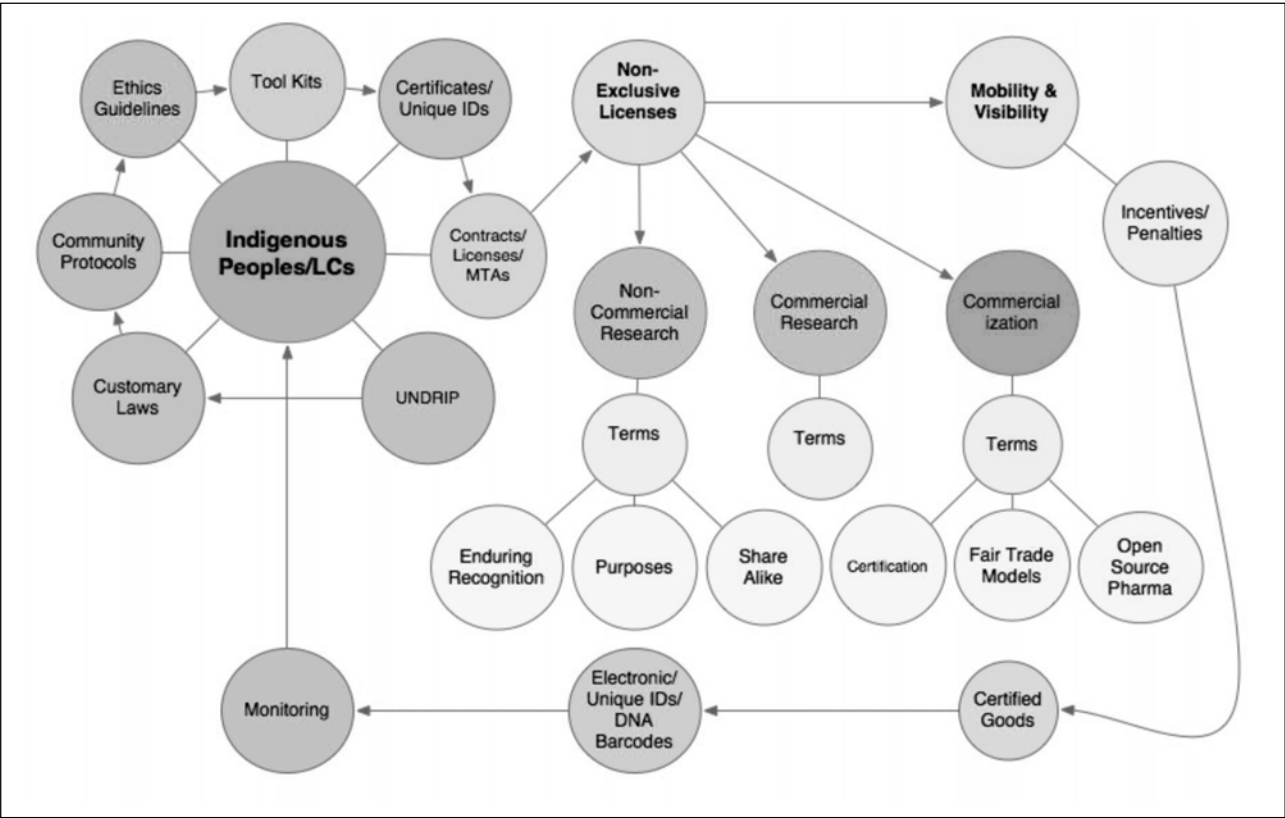 Ethics
Guidelines
Tool Kits
Certificates/
Unique IDs
Non-
Exclusive
Licenses
Mobility &
Visibility
Indigenous
Peoples/LCs
Community
Protocols
Contracts/
Licenses/
MTAs
Incentives/
Penalties
Customary
Laws
UNDRIP
Non-
Commercial
Research
Commercial
Research
Commercial
ization
Terms
Terms
Terms
Enduring
Recognition
Purposes
Share
Alike
Certification
Fair Trade
Models
Open
Source
Pharma
Monitoring
Electronic/
Unique IDs/
DNA
Barcodes
Certified
Goods